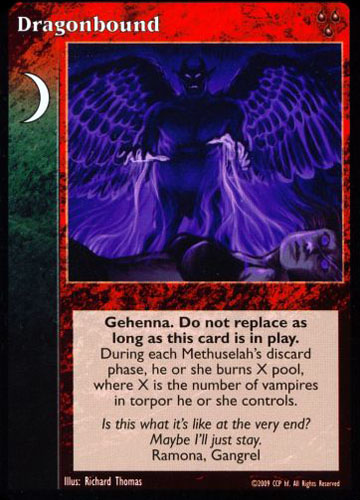 Dragonbound
Gehenna. Do not replace as
long as this card is in play.
During each Methuselah's discard
phase, he or she burns X pool,
where X is the number of vampires
in torpor he or she controls.
Is this what it's like at the very end?
Maybe I'll just stay.
Ramona, Gangrel
Illus: Richard Thomas
©2009 CCP hf. All Rights Reserved